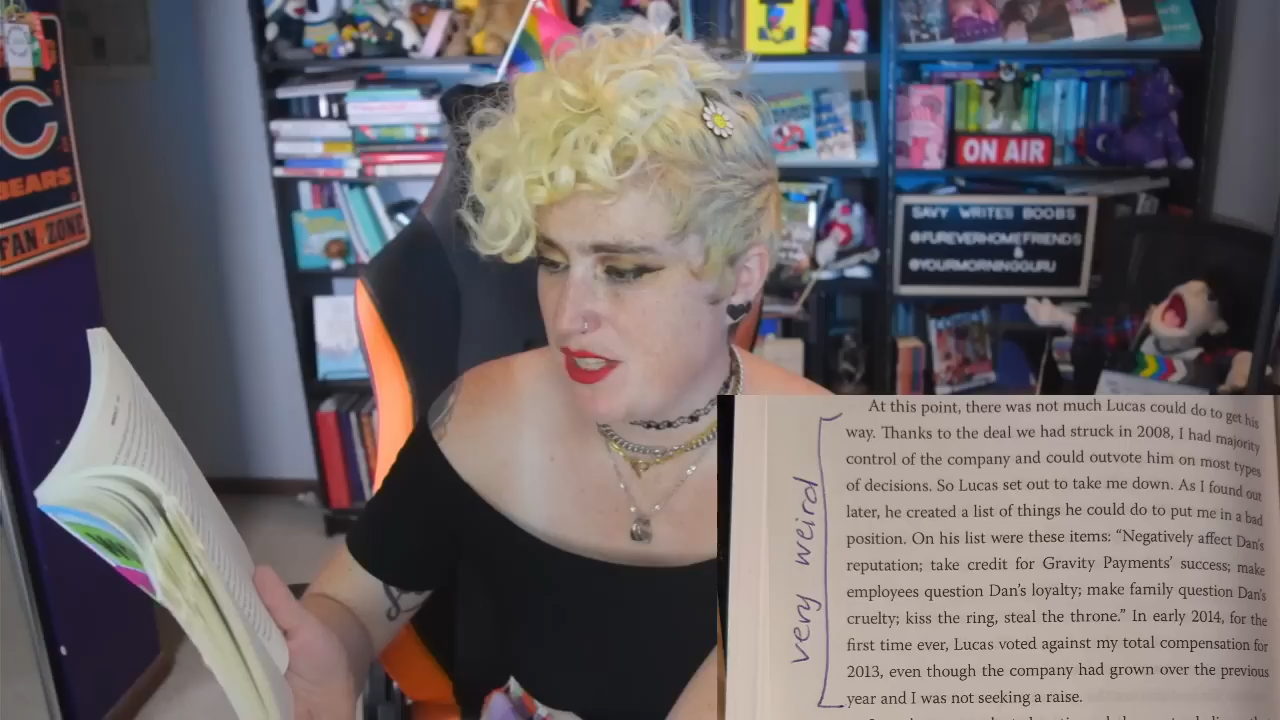 BEARS
FAN ZONE
ON AIR
SAVY WRITES BOOBS
@FUREVERHOMEFRIENDS
&
@YOURMORNINGGURU
very weird
At this point, there was not much Lucas could do to get his
way. Thanks to the deal we had struck in 2008, I had majority
control of the company and could outvote him on most types
of decisions. So Lucas set out to take me down. As I found out
later, he created a list of things he could do to put me in a bad
position. On his list were these items: “Negatively affect Dan’s
reputation; take credit for Gravity Payments’ success; make
employees question Dan’s loyalty; make family question Dan’s
cruelty; kiss the ring, steal the throne.” In early 2014, for the
first time ever, Lucas voted against my total compensation for
2013, even though the company had grown over the previous
year and I was not seeking a raise.